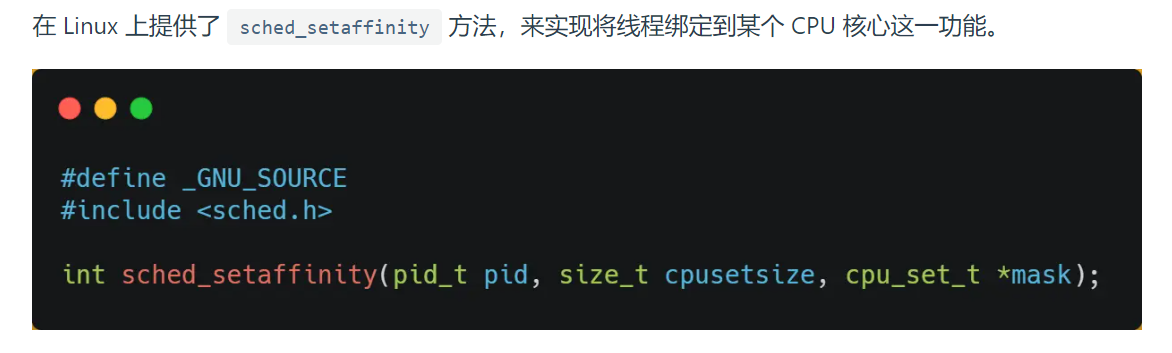 在 Linux 上提供了 sched_setaffinity 方法，来实现将线程绑定到某个 CPU 核心这一功能。
#define _GNU_SOURCE
#include <sched.h>
int sched_setaffinity(pid_t pid, size_t cpusetsize, cpu_set_t *mask);